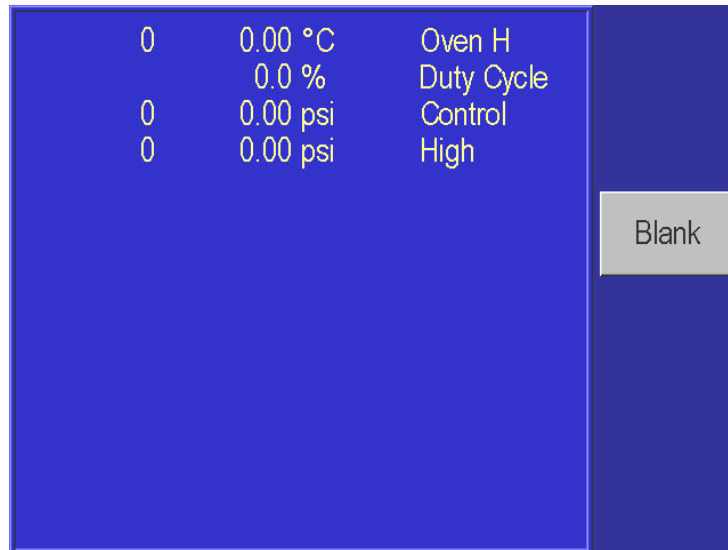 0 0.00 °C Oven H
0.0 % Duty Cycle
0 0.00 psi Control
0 0.00 psi High
Blank